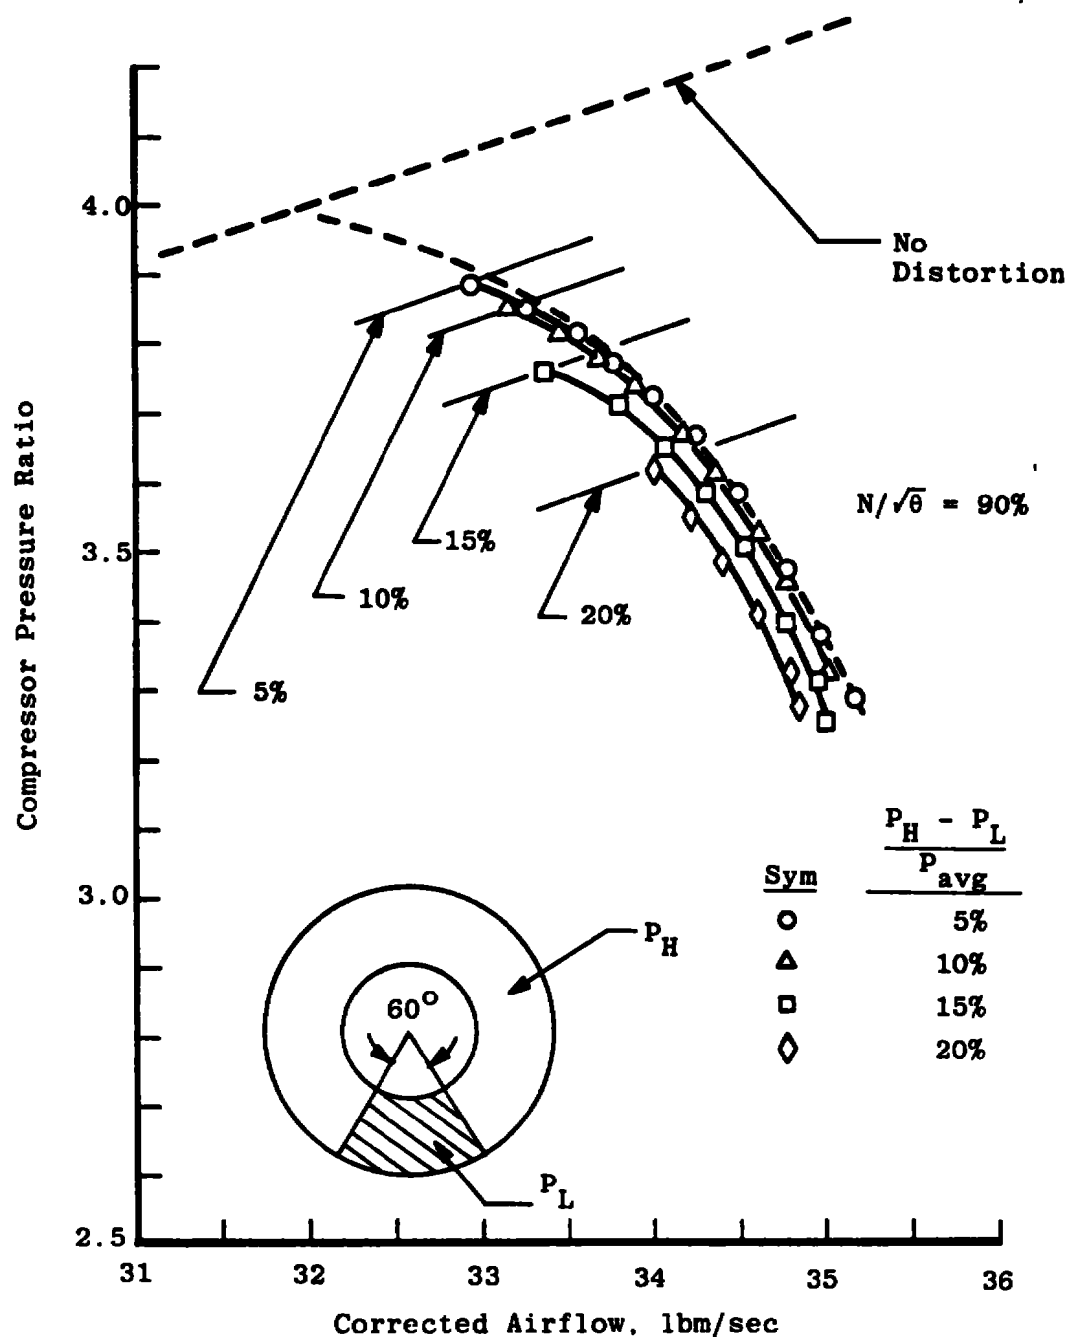 4.0
3.5
3.0
2.5
31
32
33
34
35
36
Compressor Pressure Ratio
Corrected Airflow, lbm/sec
No
Distortion
N/√θ = 90%
15%
10%
20%
5%
60°
P_H
P_L
P_H - P_L
Sym P_avg
5%
10%
15%
20%